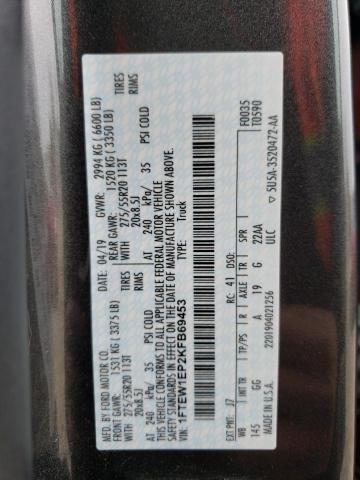 MFD. BY FORD MOTOR CO.
04/19 GVWR: 2994 KG ( 6600 LB)
FRONT GAWR: 1531 KG ( 3375 LB) REAR GAWR: 1520 KG ( 3350 LB)
WITH 275/55R20 113T TIRES WITH 275/55R20 113T TIRES
20x8.5J RIMS 20x8.5J RIMS
AT 240 kPa/ 35 PSI COLD AT 240 kPa/ 35 PSI COLD
THIS VEHICLE CONFORMS TO ALL APPLICABLE FEDERAL MOTOR VEHICLE
SAFETY STANDARDS IN EFFECT ON THE DATE OF MANUFACTURE SHOWN ABOVE.
VIN: 1FTEW1EP2KFB69453 TYPE: Truck
F0035
T0590
EXT PNT: J7 RC: 41 DSO:
WB INT TR TP/PS R AXLE TR SPR
145 GG A 19 G 22AA
MADE IN U.S.A. ULC
2201904021256
5U5A-3520472-AA